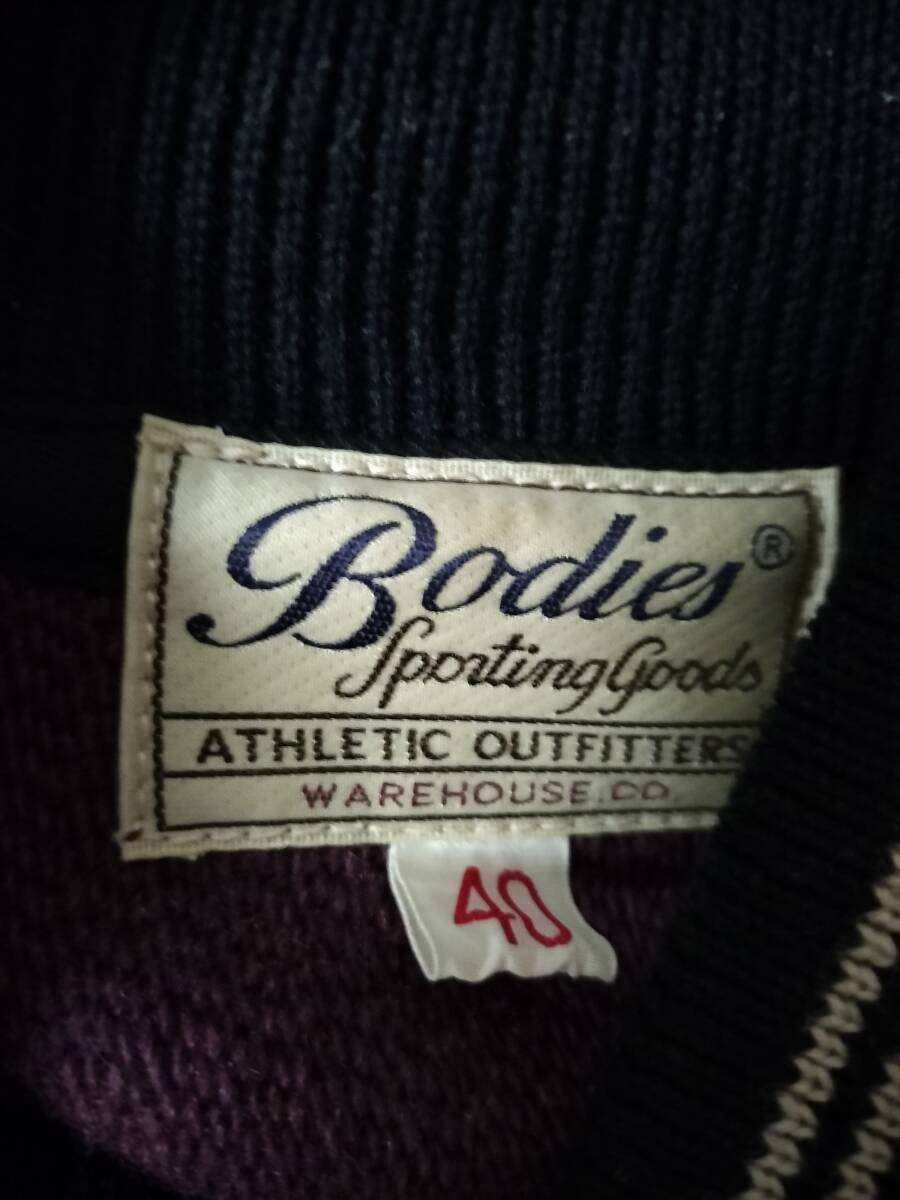 Bodies®
Sporting Goods
ATHLETIC OUTFITTERS
WAREHOUSE.CO.
40